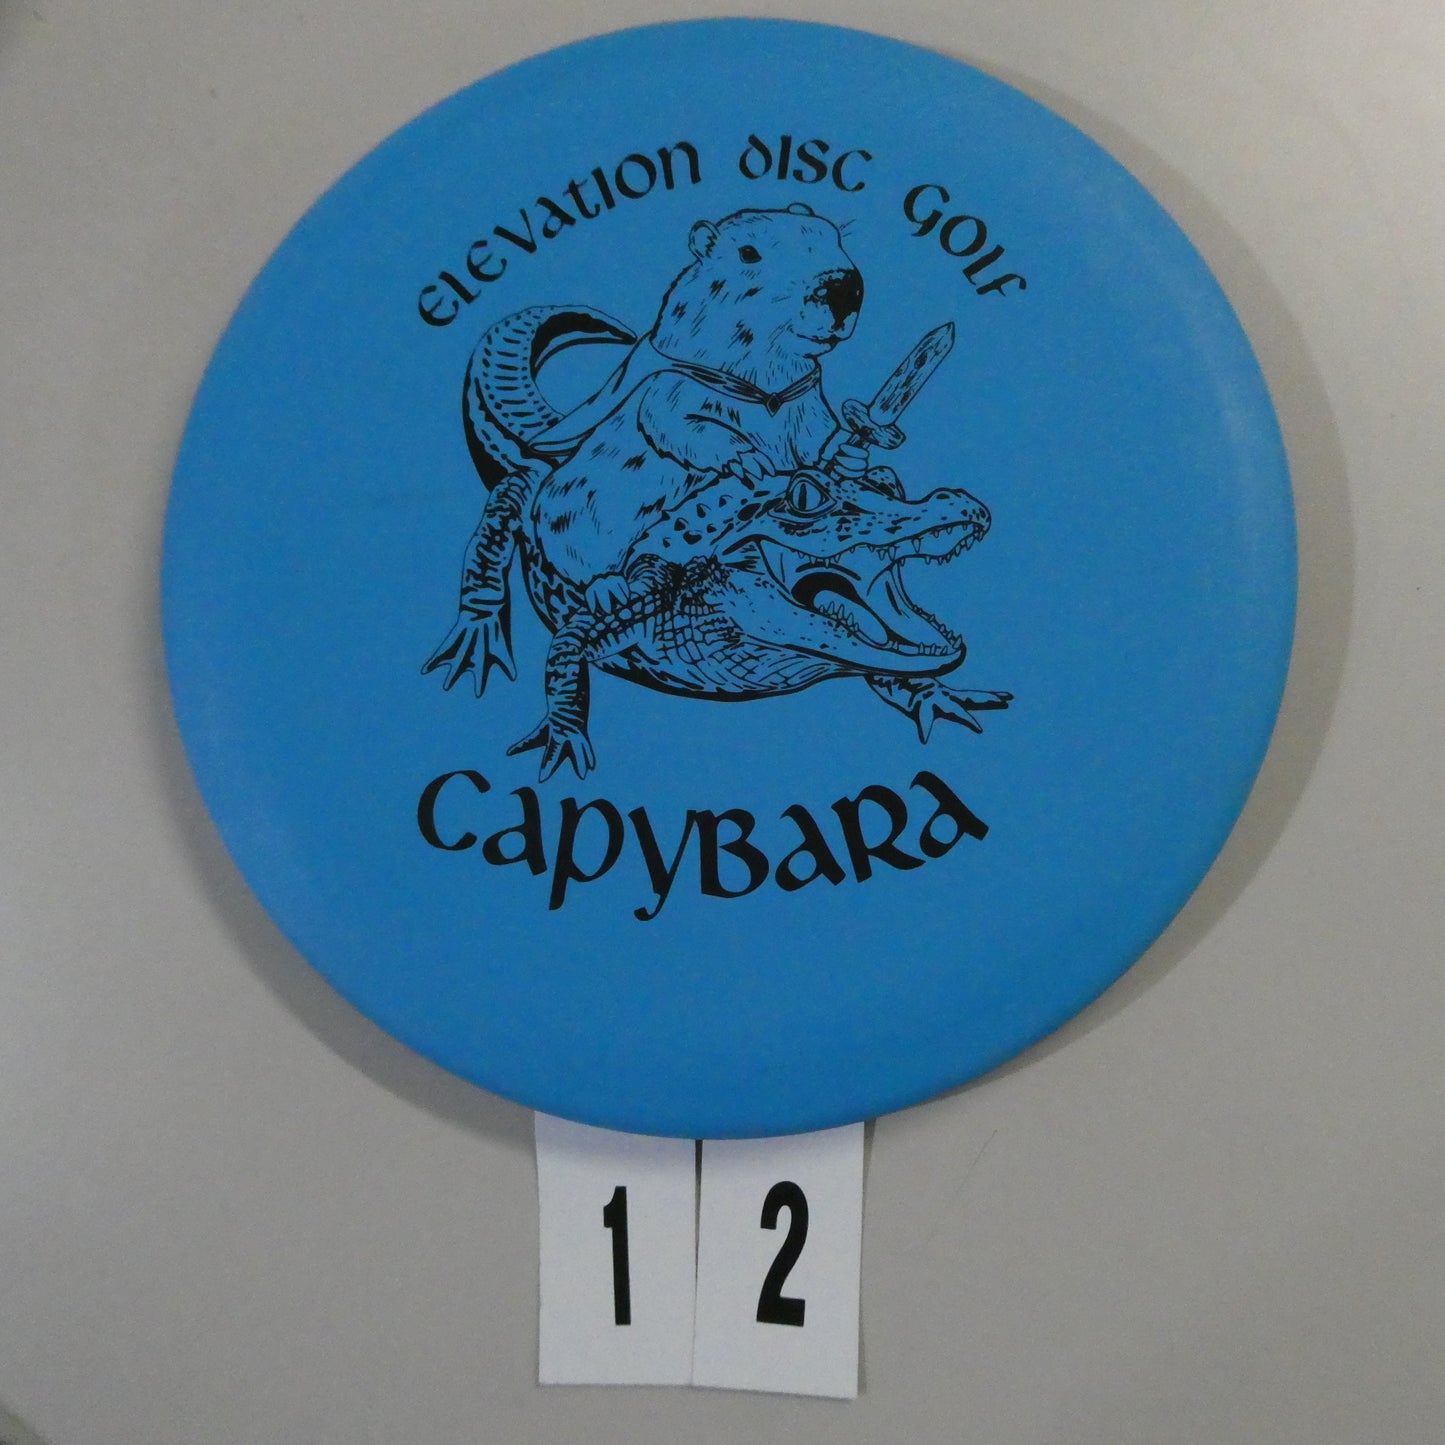 ELEVATION DISC GOLF
CAPYBARA
1 2